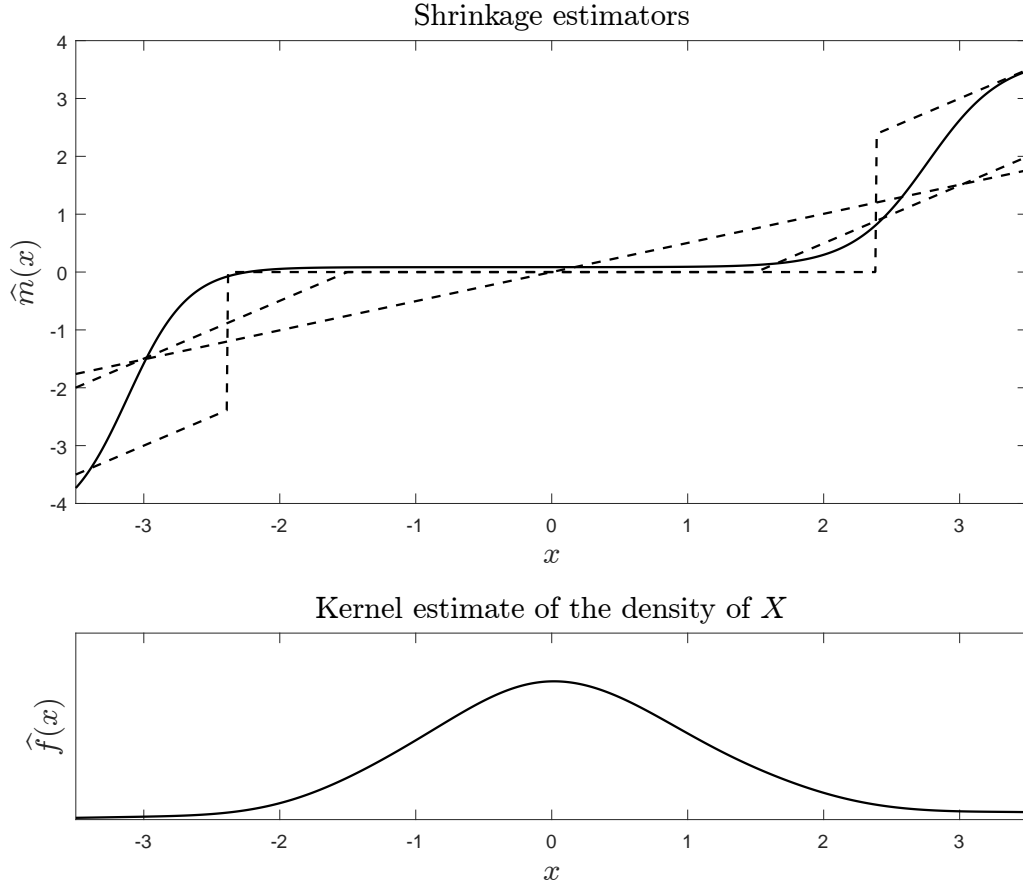 Shrinkage estimators
4
3
2
1
0
-1
-2
-3
-4
m̂(x)
-3 -2 -1 0 1 2 3
x
Kernel estimate of the density of X
f̂(x)
-3 -2 -1 0 1 2 3
x